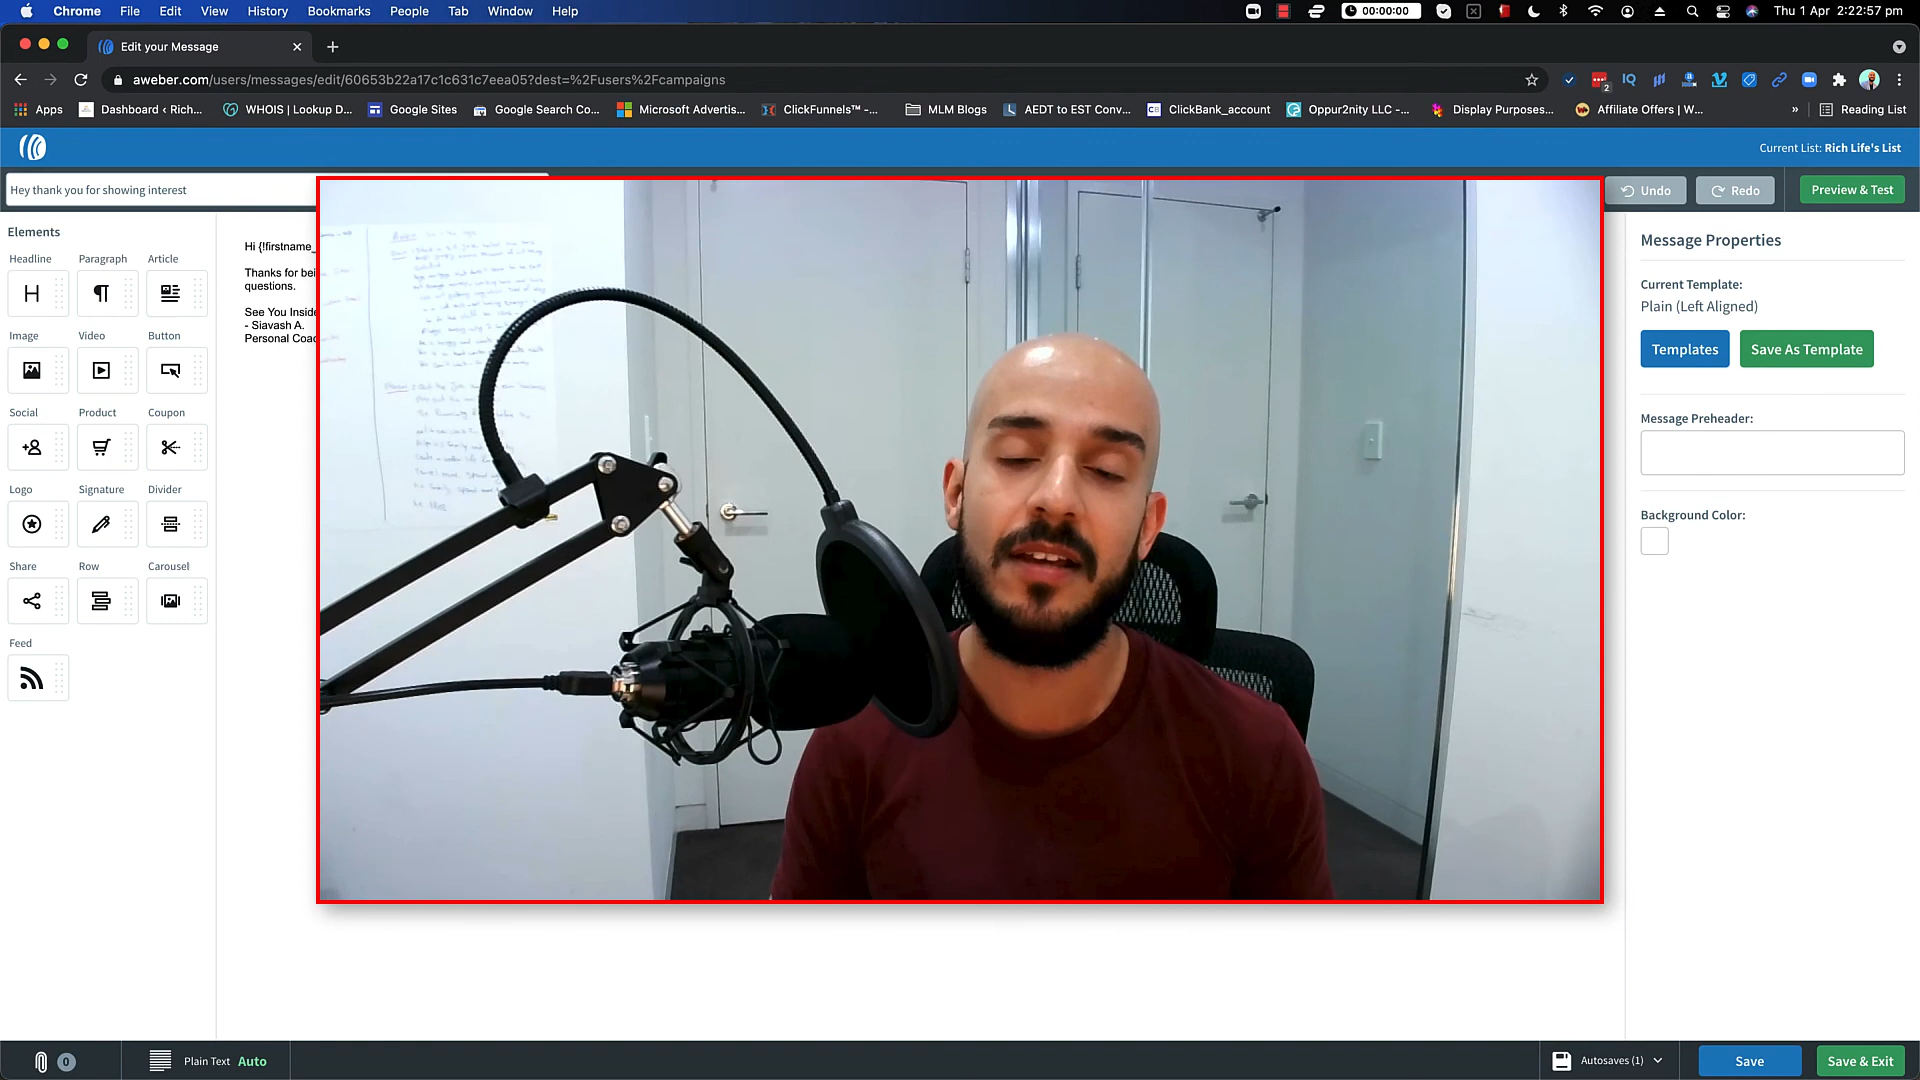 Chrome File Edit View History Bookmarks People Tab Window Help 00:00:00 Thu 1 Apr 2:22:57 pm
Edit your Message
aweber.com/users/messages/edit/60653b22a17c1c631c7eea05?dest=%2Fusers%2Fcampaigns 2
Apps Dashboard ‹ Rich... WHOIS | Lookup D... Google Sites Google Search Co... Microsoft Advertis... ClickFunnels™ -... MLM Blogs AEDT to EST Conv... ClickBank_account Oppur2nity LLC -... Display Purposes... Affiliate Offers | W... » Reading List
Current List: Rich Life's List
Hey thank you for showing interest Undo Redo Preview & Test
Elements
Headline Paragraph Article
Image Video Button
Social Product Coupon
Logo Signature Divider
Share Row Carousel
Feed
Hi {!firstname_
Thanks for bei
questions.
See You Inside
- Siavash A.
Personal Coac
Message Properties
Current Template:
Plain (Left Aligned)
Templates Save As Template
Message Preheader:
Background Color:
0 Plain Text Auto Autosaves (1) Save Save & Exit